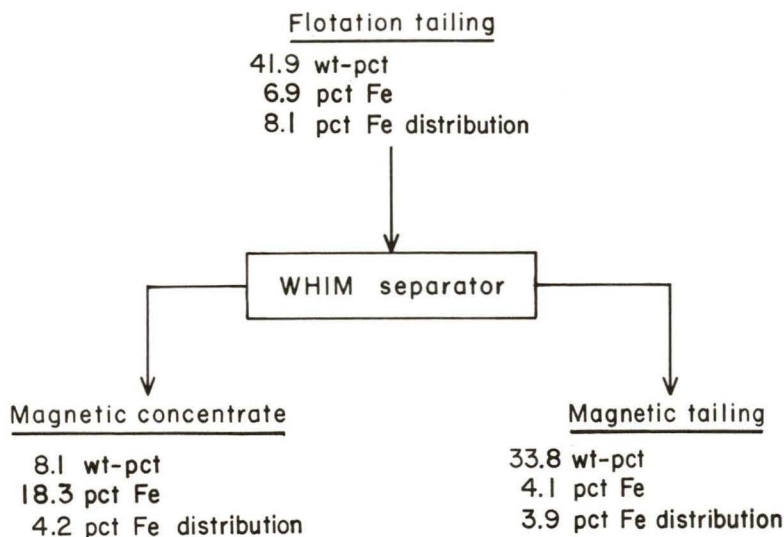 Flotation tailing
41.9 wt-pct
6.9 pct Fe
8.1 pct Fe distribution
WHIM separator
Magnetic concentrate
8.1 wt-pct
18.3 pct Fe
4.2 pct Fe distribution
Magnetic tailing
33.8 wt-pct
4.1 pct Fe
3.9 pct Fe distribution